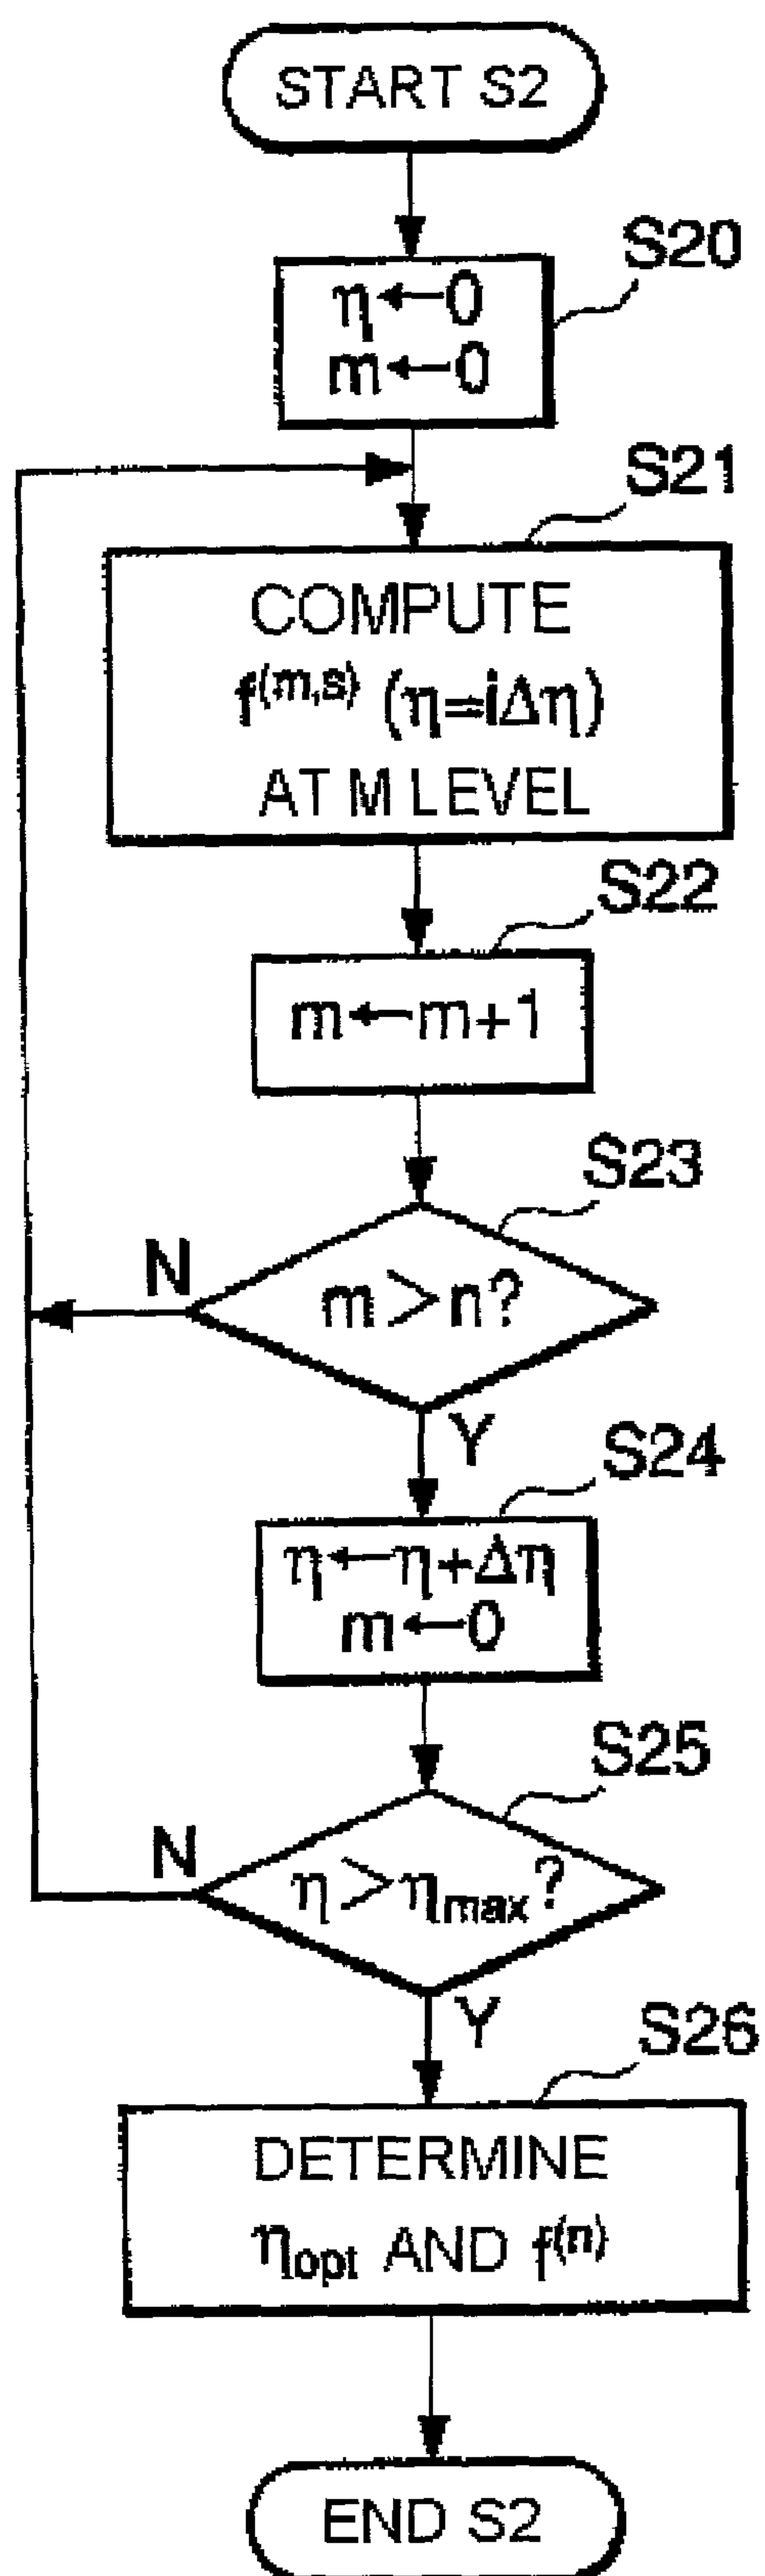 START S2
S20
η←0
m←0
S21
COMPUTE
f(m,s) (η=iΔη)
AT M LEVEL
S22
m←m+1
S23
N
m>n?
Y
S24
η←η+Δη
m←0
S25
N
η>ηmax?
Y
S26
DETERMINE
ηopt AND f(n)
END S2